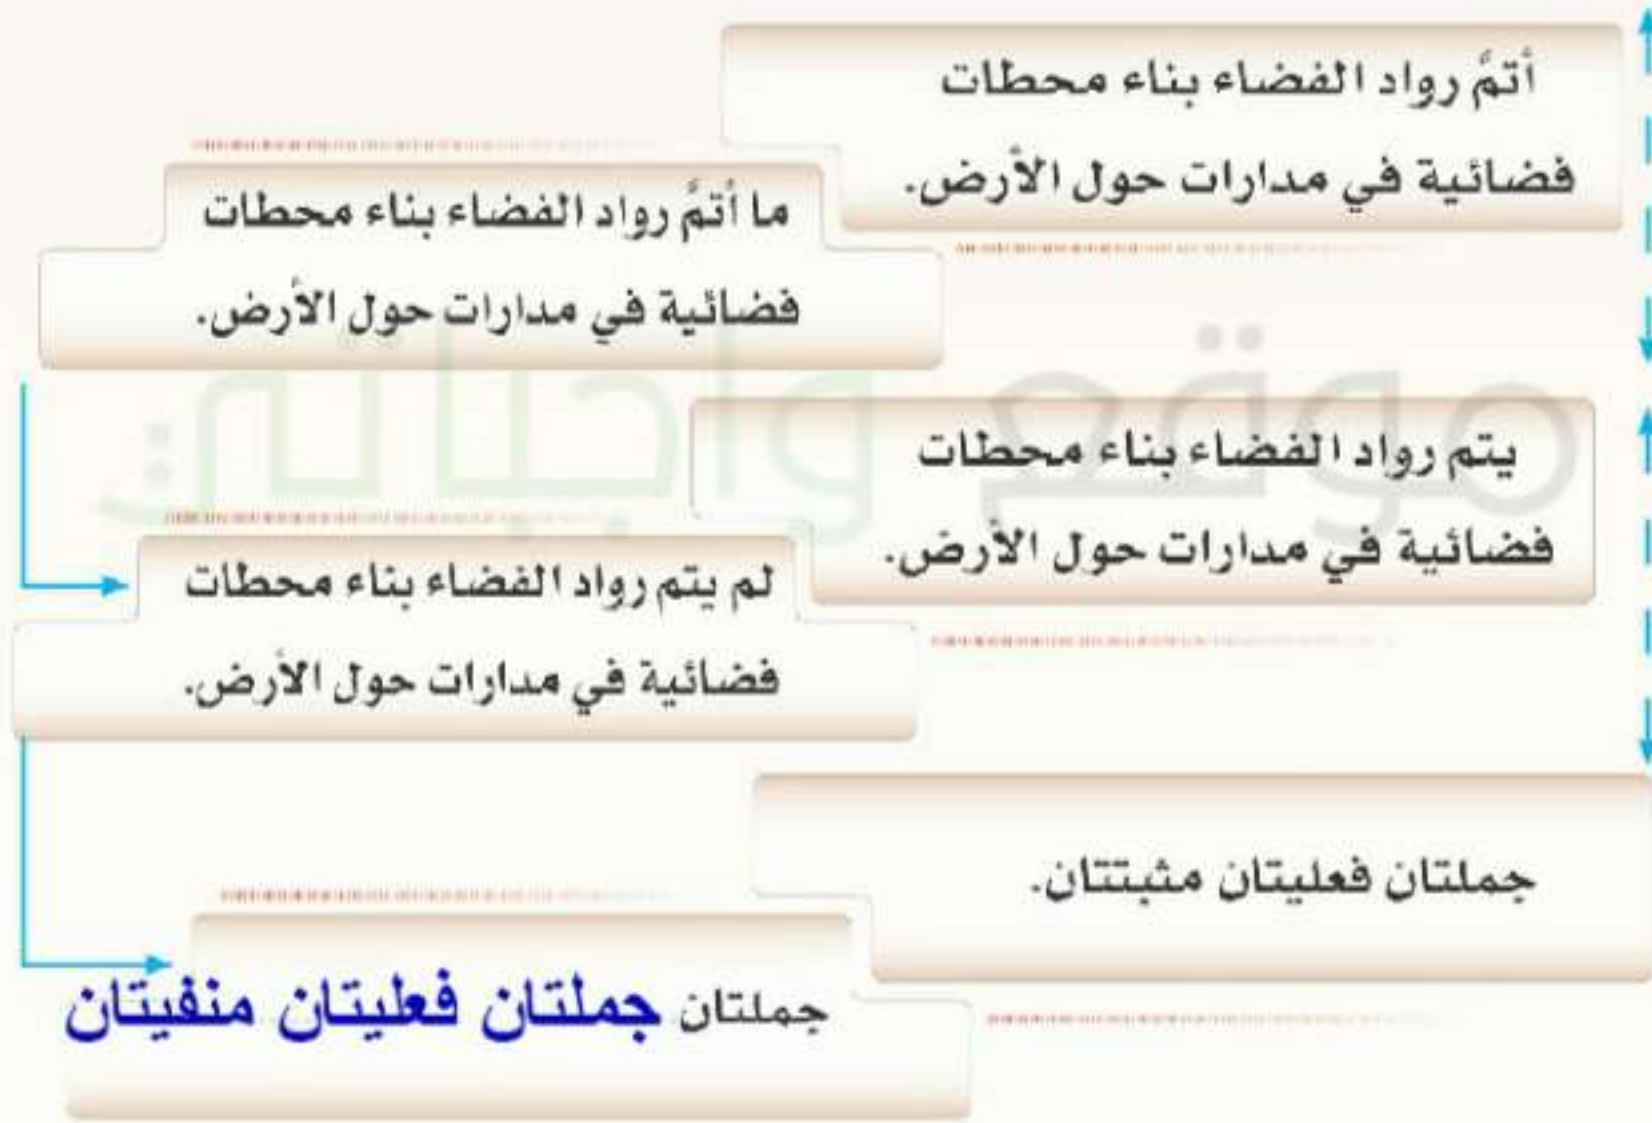 أتمَّ رواد الفضاء بناء محطات
فضائية في مدارات حول الأرض.
ما أتمَّ رواد الفضاء بناء محطات
فضائية في مدارات حول الأرض.
يتم رواد الفضاء بناء محطات
فضائية في مدارات حول الأرض.
لم يتم رواد الفضاء بناء محطات
فضائية في مدارات حول الأرض.
جملتان فعليتان مثبتتان.
جملتان جملتان فعليتان منفيتان
موقع واجباتي